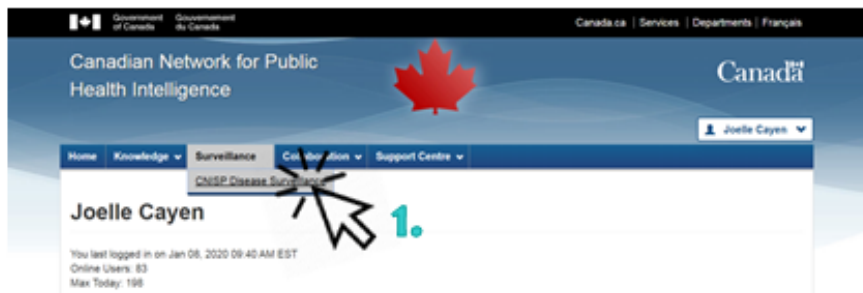 Government of Canada
Gouvernement du Canada
Canada.ca | Services | Departments | Français
Canadian Network for Public
Health Intelligence
Canada
Joelle Cayen
Home Knowledge Surveillance Support Centre
CNISP Disease Surveillance
Joelle Cayen
1.
You last logged in on Jan 08, 2020 09:40 AM EST
Online Users: 83
Max Today: 198